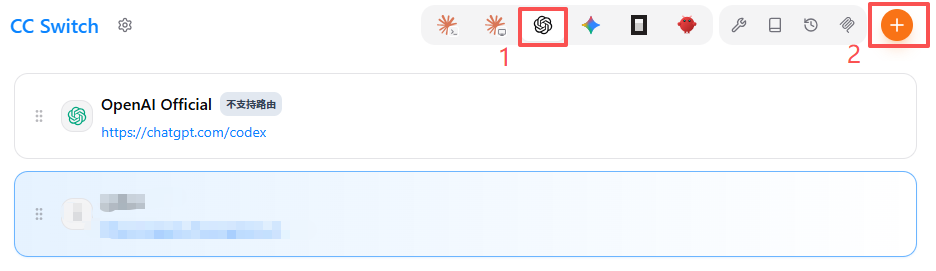 CC Switch
1
2
OpenAI Official 不支持路由
https://chatgpt.com/codex